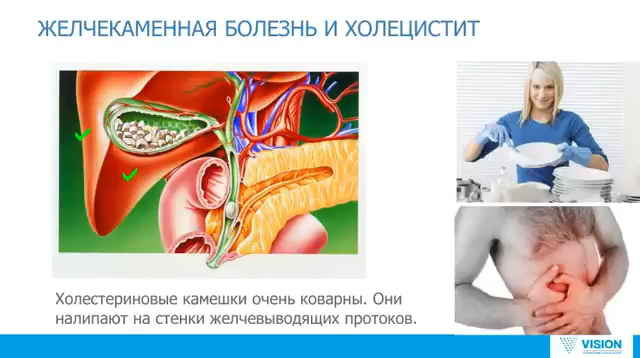 ЖЕЛЧЕКАМЕННАЯ БОЛЕЗНЬ И ХОЛЕЦИСТИТ
Холестериновые камешки очень коварны. Они
налипают на стенки желчевыводящих протоков.
VISION